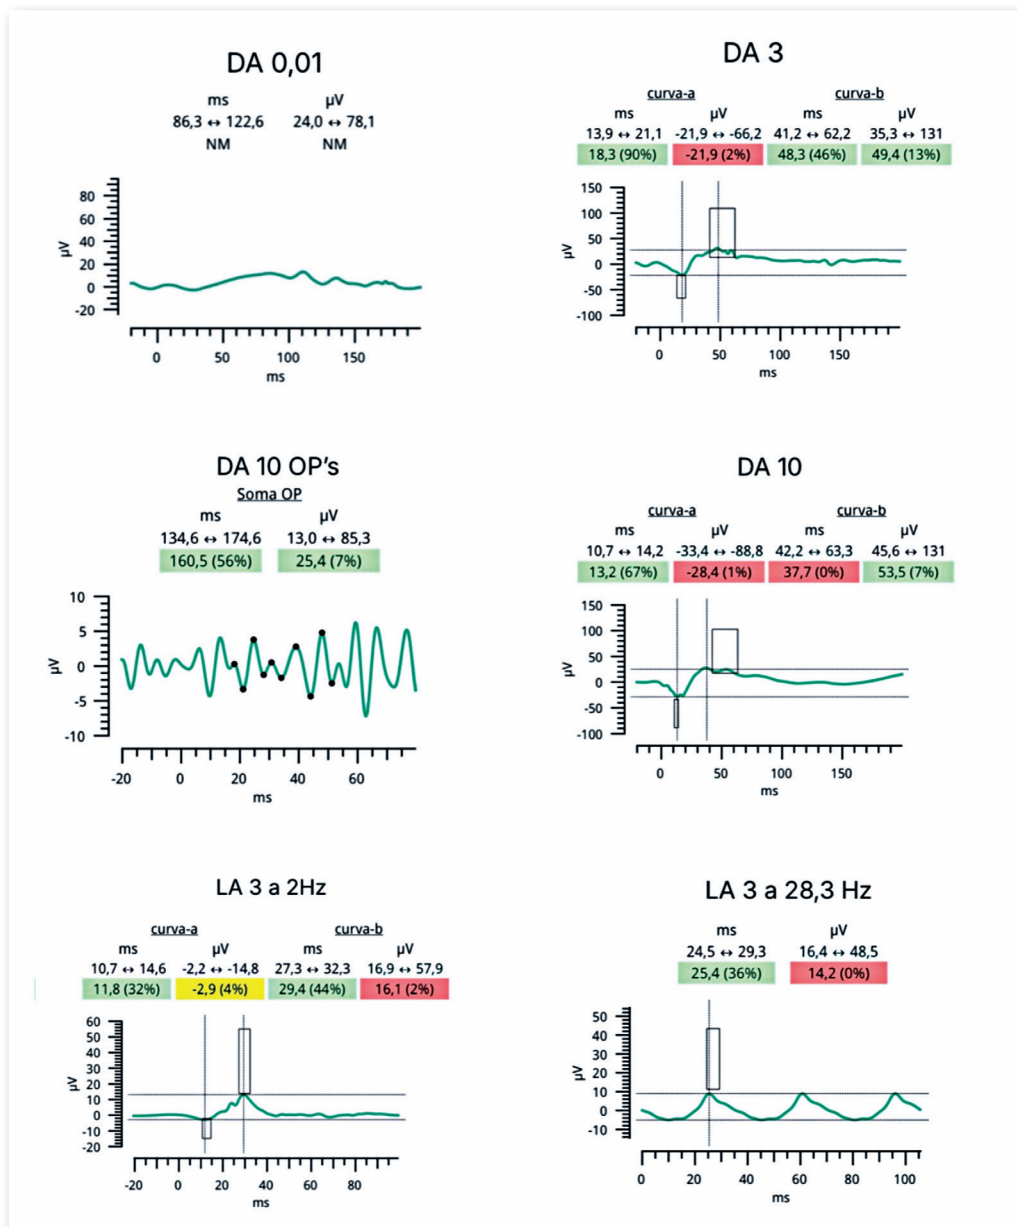 DA 0,01
ms µV
86,3 ↔ 122,6 24,0 ↔ 78,1
NM NM
80
60
40
20
0
-20
µV
0 50 100 150
ms
DA 3
curva-a curva-b
ms µV ms µV
13,9 ↔ 21,1 -21,9 ↔ -66,2 41,2 ↔ 62,2 35,3 ↔ 131
18,3 (90%) -21,9 (2%) 48,3 (46%) 49,4 (13%)
150
100
50
0
-50
-100
µV
0 50 100 150
ms
DA 10 OP's
Soma OP
ms µV
134,6 ↔ 174,6 13,0 ↔ 85,3
160,5 (56%) 25,4 (7%)
10
5
0
-5
-10
µV
-20 0 20 40 60
ms
DA 10
curva-a curva-b
ms µV ms µV
10,7 ↔ 14,2 -33,4 ↔ -88,8 42,2 ↔ 63,3 45,6 ↔ 131
13,2 (67%) -28,4 (1%) 37,7 (0%) 53,5 (7%)
150
100
50
0
-50
-100
µV
0 50 100 150
ms
LA 3 a 2Hz
curva-a curva-b
ms µV ms µV
10,7 ↔ 14,6 -2,2 ↔ -14,8 27,3 ↔ 32,3 16,9 ↔ 57,9
11,8 (32%) -2,9 (4%) 29,4 (44%) 16,1 (2%)
60
50
40
30
20
10
0
-10
-20
µV
-20 0 20 40 60 80
ms
LA 3 a 28,3 Hz
ms µV
24,5 ↔ 29,3 16,4 ↔ 48,5
25,4 (36%) 14,2 (0%)
50
40
30
20
10
0
-10
µV
0 20 40 60 80 100
ms